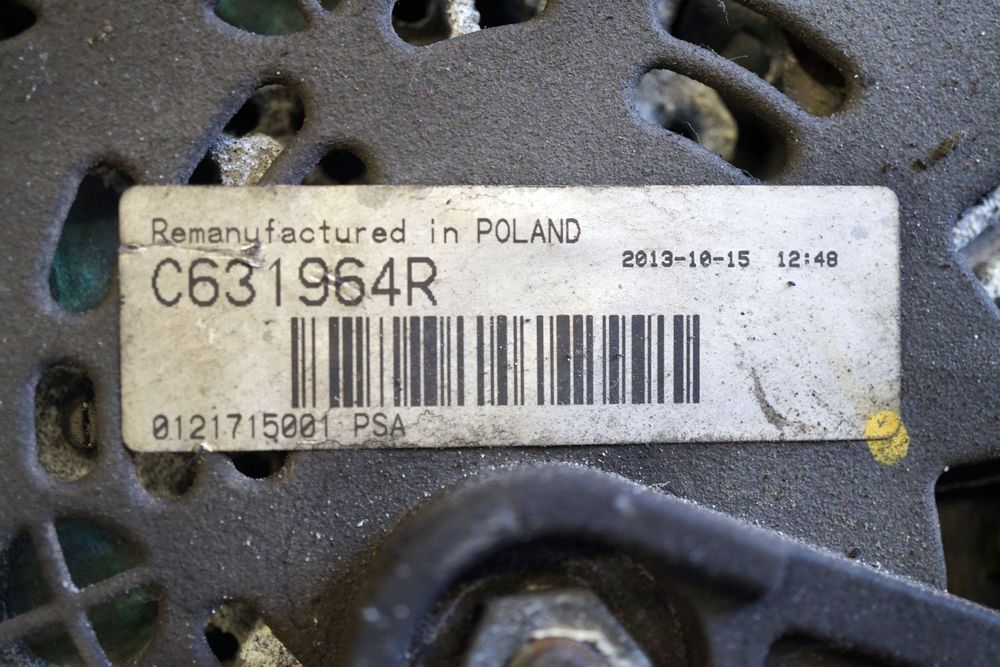 Remanufactured in POLAND
C631964R
2013-10-15 12:48
0121715001 PSA